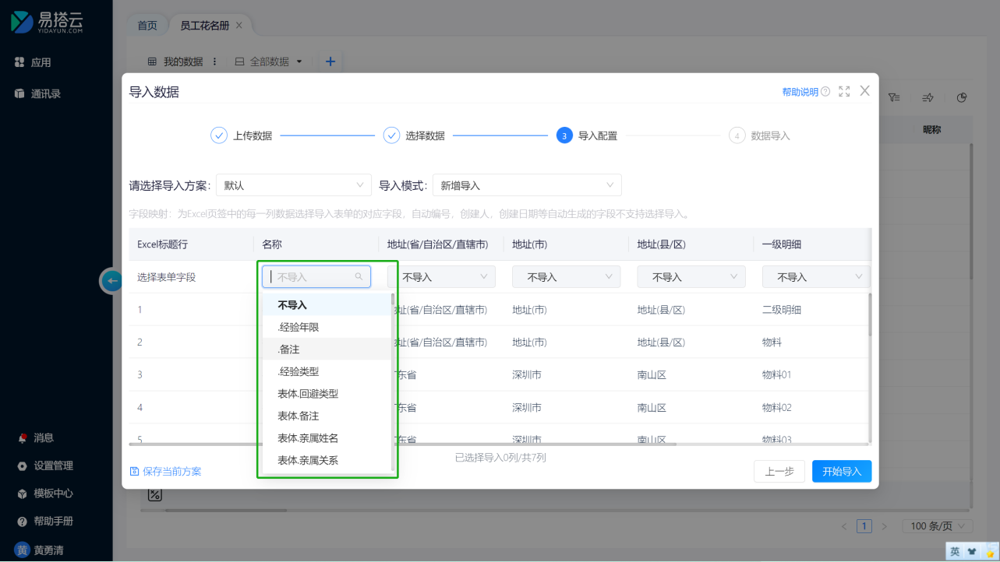 易搭云
YIDAYUN.COM
首页 员工花名册
应用
我的数据 全部数据
通讯录
导入数据 帮助说明
上传数据 选择数据 3 导入配置 4 数据导入
昵称
请选择导入方案： 默认 导入模式： 新增导入
字段映射：为Excel页签中的每一列数据选择导入表单的对应字段，自动编号，创建人，创建日期等自动生成的字段不支持选择导入。
Excel标题行 名称 地址(省/自治区/直辖市) 地址(市) 地址(县/区) 一级明细
选择表单字段 不导入 不导入 不导入 不导入 不导入
不导入
.经验年限
.备注
.经验类型
表体.回避类型
表体.备注
表体.亲属姓名
表体.亲属关系
1 址(省/自治区/直辖市) 地址(市) 地址(县/区) 二级明细
2 址(省/自治区/直辖市) 地址(市) 地址(县/区) 物料
3 东省 深圳市 南山区 物料01
4 东省 深圳市 南山区 物料02
5 东省 深圳市 南山区 物料03
已选择导入0列/共7列
保存当前方案 上一步 开始导入
消息
设置管理
模板中心
帮助手册
黄 黄勇清
1 100 条/页
英